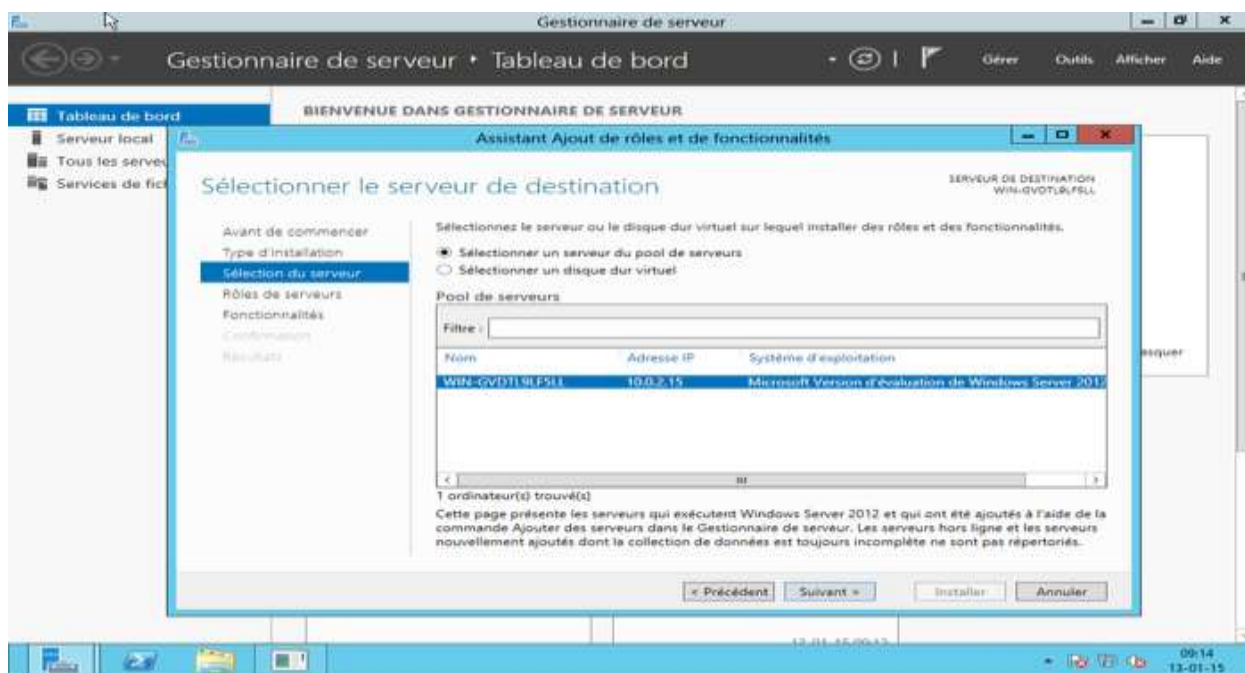 Gestionnaire de serveur
Gestionnaire de serveur • Tableau de bord
Gérer Outils Afficher Aide
Tableau de bord
Serveur local
Tous les serveu
Services de fich
BIENVENUE DANS GESTIONNAIRE DE SERVEUR
Assistant Ajout de rôles et de fonctionnalités
Sélectionner le serveur de destination
SERVEUR DE DESTINATION
WIN-GVDTL9LF5LL
Avant de commencer
Type d'installation
Sélection du serveur
Rôles de serveurs
Fonctionnalités
Confirmation
Résultats
Sélectionnez le serveur ou le disque dur virtuel sur lequel installer des rôles et des fonctionnalités.
Sélectionner un serveur du pool de serveurs
Sélectionner un disque dur virtuel
Pool de serveurs
Filtre :
Nom Adresse IP Système d'exploitation
WIN-GVDTL9LF5LL 10.0.2.15 Microsoft Version d'évaluation de Windows Server 2012
1 ordinateur(s) trouvé(s)
Cette page présente les serveurs qui exécutent Windows Server 2012 et qui ont été ajoutés à l'aide de la
commande Ajouter des serveurs dans le Gestionnaire de serveur. Les serveurs hors ligne et les serveurs
nouvellement ajoutés dont la collection de données est toujours incomplète ne sont pas répertoriés.
< Précédent Suivant > Installer Annuler
asquer
09:14
13-01-15